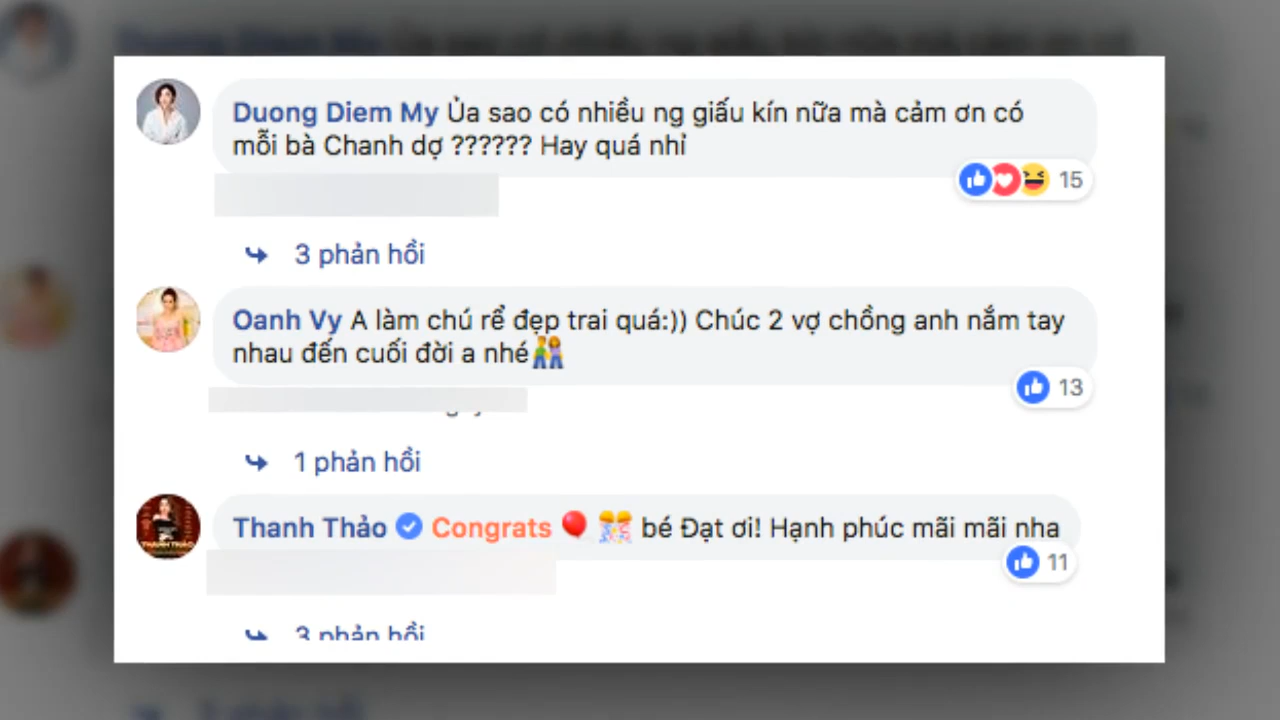 Duong Diem My Ủa sao có nhiều ng giấu kín nữa mà cảm ơn có
mỗi bà Chanh dợ ?????? Hay quá nhỉ
15
3 phản hồi
Oanh Vy A làm chú rể đẹp trai quá:)) Chúc 2 vợ chồng anh nắm tay
nhau đến cuối đời a nhé👫
13
1 phản hồi
Thanh Thảo Congrats 🎈 🎊 bé Đạt ơi! Hạnh phúc mãi mãi nha
11
3 phản hồi